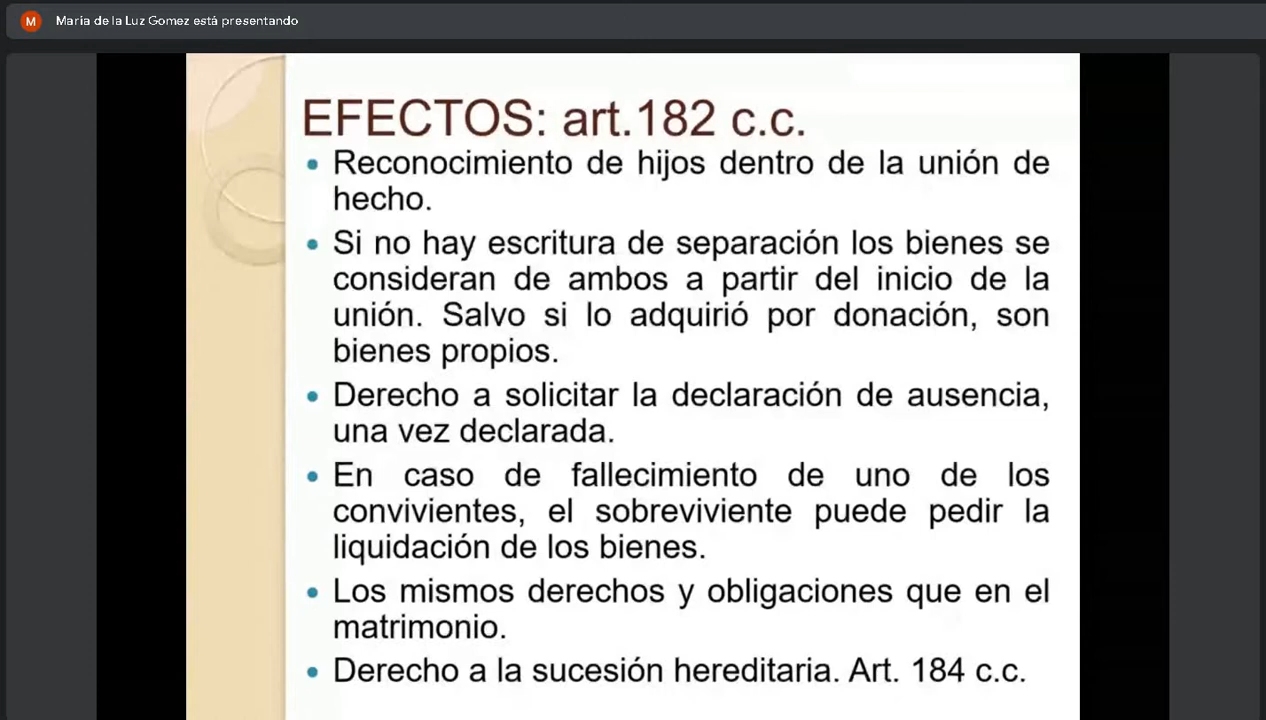 M
Maria de la Luz Gomez está presentando
EFECTOS: art.182 c.c.
• Reconocimiento de hijos dentro de la unión de
hecho.
• Si no hay escritura de separación los bienes se
consideran de ambos a partir del inicio de la
unión. Salvo si lo adquirió por donación, son
bienes propios.
• Derecho a solicitar la declaración de ausencia,
una vez declarada.
• En caso de fallecimiento de uno de los
convivientes, el sobreviviente puede pedir la
liquidación de los bienes.
• Los mismos derechos y obligaciones que en el
matrimonio.
• Derecho a la sucesión hereditaria. Art. 184 c.c.